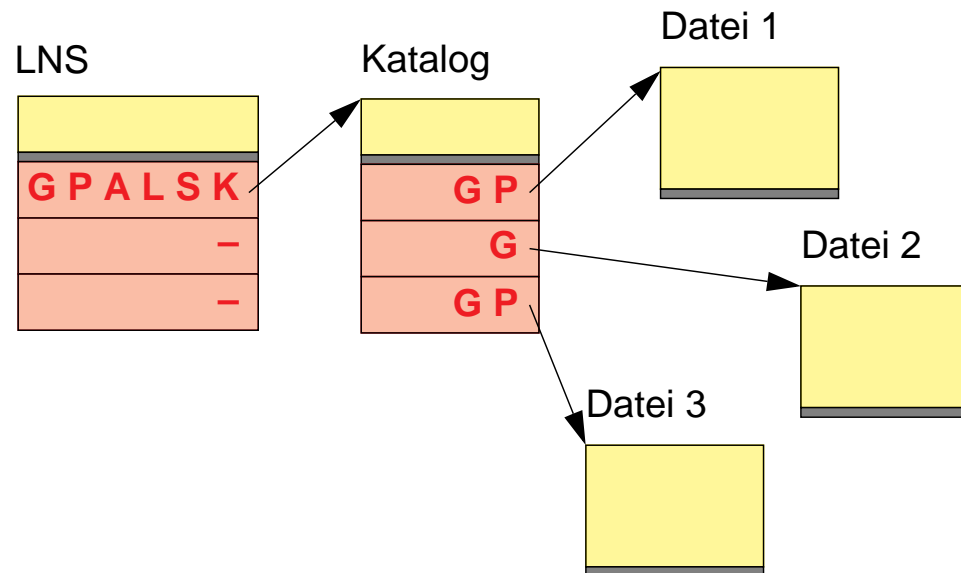 Datei 1
LNS
Katalog
G P A L S K
G P
–
G
Datei 2
–
G P
Datei 3